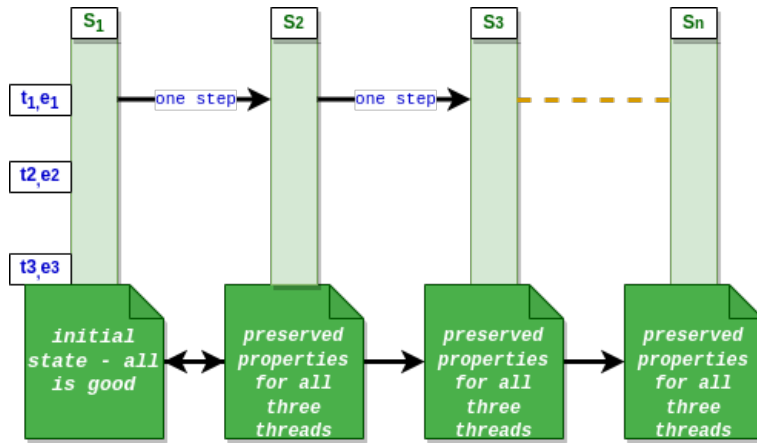 S1
S2
S3
Sn
t1,e1
one step
one step
t2,e2
t3,e3
initial
state - all
is good
preserved
properties
for all
three
threads
preserved
properties
for all
three
threads
preserved
properties
for all
three
threads